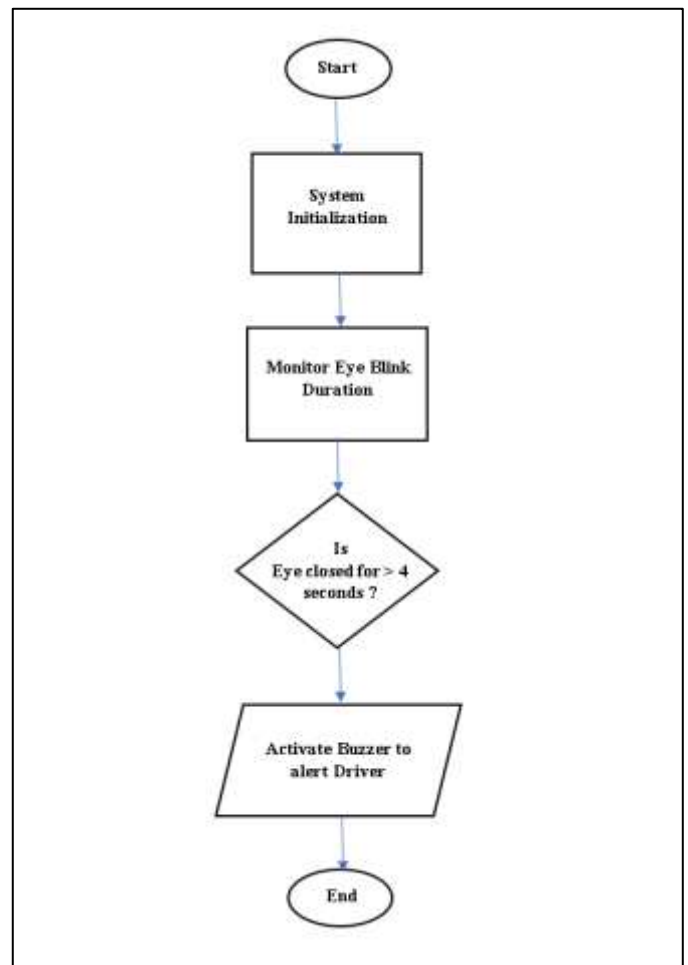 Start
System
Initialization
Monitor Eye Blink
Duration
Is
Eye closed for > 4
seconds ?
Activate Buzzer to
alert Driver
End